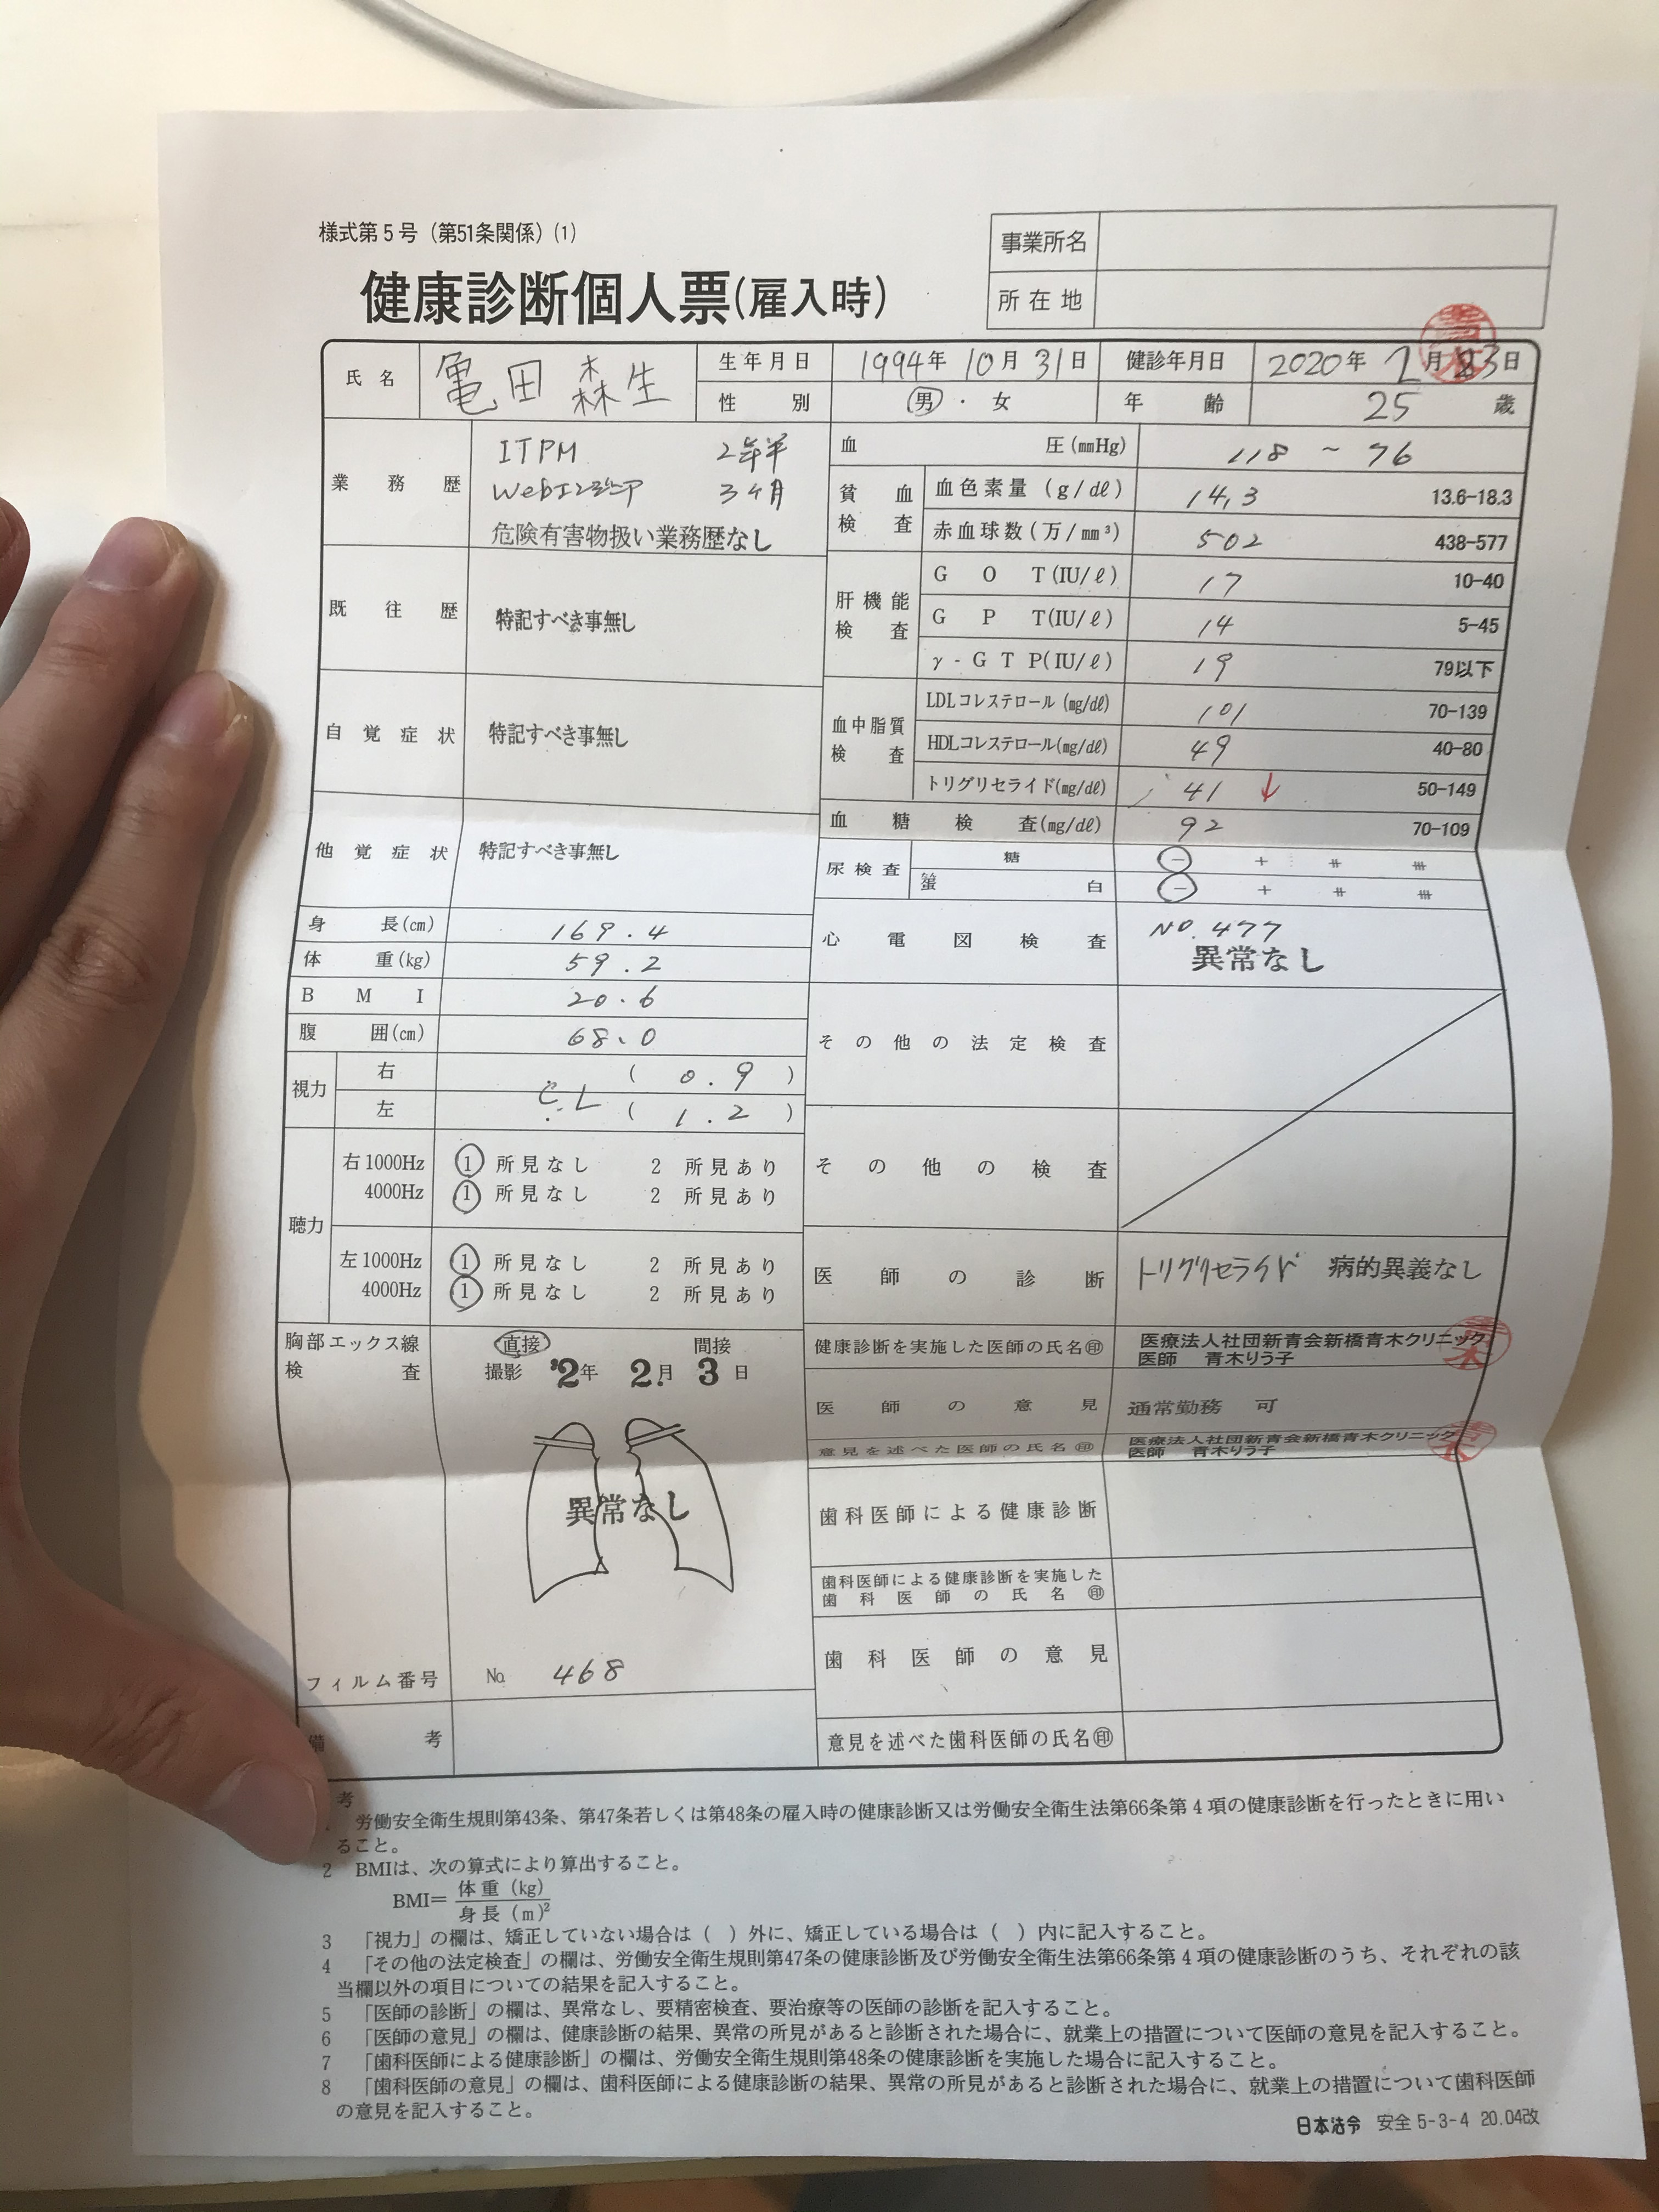 様式第5号（第51条関係）(1)
健康診断個人票(雇入時)
事業所名
所在地
氏名 亀田 森生
生年月日 1994年 10月 31日
健診年月日 2020年 2月 3日
性別 男・女
年齢 25歳
業務歴
ITPM 2年半
Webエンジニア 3ヶ月
危険有害物扱い業務歴なし
既往歴 特記すべき事無し
自覚症状 特記すべき事無し
他覚症状 特記すべき事無し
身長(cm) 169.4
体重(kg) 59.2
BMI 20.6
腹囲(cm) 68.0
視力
右 ( 0.9 )
C.L
左 ( 1.2 )
聴力
右 1000Hz 1 所見なし 2 所見あり
4000Hz 1 所見なし 2 所見あり
左 1000Hz 1 所見なし 2 所見あり
4000Hz 1 所見なし 2 所見あり
胸部エックス線検査
直接 間接
撮影 '2年 2月 3日
異常なし
フィルム番号 No. 468
備考
血圧(mmHg) 118 ~ 76
貧血検査
血色素量(g/dℓ) 14,3 13.6-18.3
赤血球数(万/mm³) 502 438-577
肝機能検査
GOT(IU/ℓ) 17 10-40
GPT(IU/ℓ) 14 5-45
γ-GTP(IU/ℓ) 19 79以下
血中脂質検査
LDLコレステロール(mg/dℓ) 101 70-139
HDLコレステロール(mg/dℓ) 49 40-80
トリグリセライド(mg/dℓ) 41 ↓ 50-149
血糖検査(mg/dℓ) 92 70-109
尿検査
糖 − + ⧺ ⧻
蛋白 − + ⧺ ⧻
心電図検査 NO.477
異常なし
その他の法定検査
その他の検査
医師の診断 トリグリセライド 病的異義なし
健康診断を実施した医師の氏名㊞ 医療法人社団新青会新橋青木クリニック
医師 青木りう子
医師の意見 通常勤務 可
意見を述べた医師の氏名㊞ 医療法人社団新青会新橋青木クリニック
医師 青木りう子
歯科医師による健康診断
歯科医師による健康診断を実施した
歯科医師の氏名㊞
歯科医師の意見
意見を述べた歯科医師の氏名㊞
考
労働安全衛生規則第43条、第47条若しくは第48条の雇入時の健康診断又は労働安全衛生法第66条第4項の健康診断を行ったときに用い
ること。
2 BMIは、次の算式により算出すること。
BMI=体重(kg)/身長(m)²
3 「視力」の欄は、矯正していない場合は（ ）外に、矯正している場合は（ ）内に記入すること。
4 「その他の法定検査」の欄は、労働安全衛生規則第47条の健康診断及び労働安全衛生法第66条第4項の健康診断のうち、それぞれの該
当欄以外の項目についての結果を記入すること。
5 「医師の診断」の欄は、異常なし、要精密検査、要治療等の医師の診断を記入すること。
6 「医師の意見」の欄は、健康診断の結果、異常の所見があると診断された場合に、就業上の措置について医師の意見を記入すること。
7 「歯科医師による健康診断」の欄は、労働安全衛生規則第48条の健康診断を実施した場合に記入すること。
8 「歯科医師の意見」の欄は、歯科医師による健康診断の結果、異常の所見があると診断された場合に、就業上の措置について歯科医師
の意見を記入すること。
日本法令 安全 5-3-4 20.04改